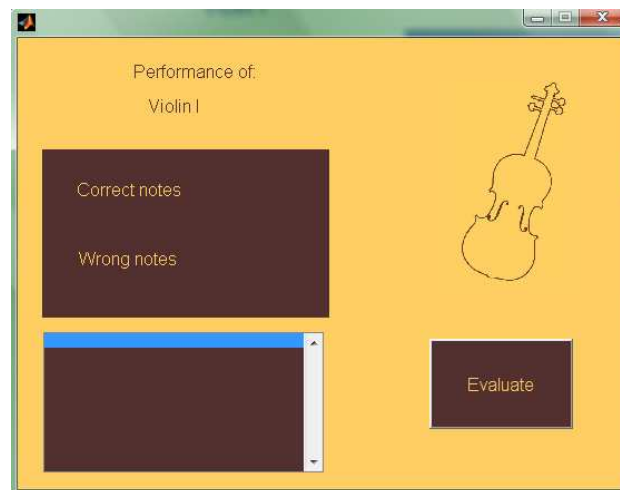 Performance of:
Violin I
Correct notes
Wrong notes
Evaluate